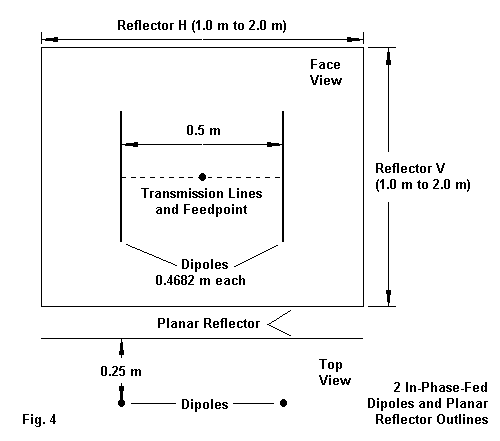 Reflector H (1.0 m to 2.0 m)
Face
View
0.5 m
Reflector V
(1.0 m to 2.0 m)
Transmission Lines
and Feedpoint
Dipoles
0.4682 m each
Planar Reflector
0.25 m
Top
View
Dipoles
2 In-Phase-Fed
Dipoles and Planar
Reflector Outlines
Fig. 4